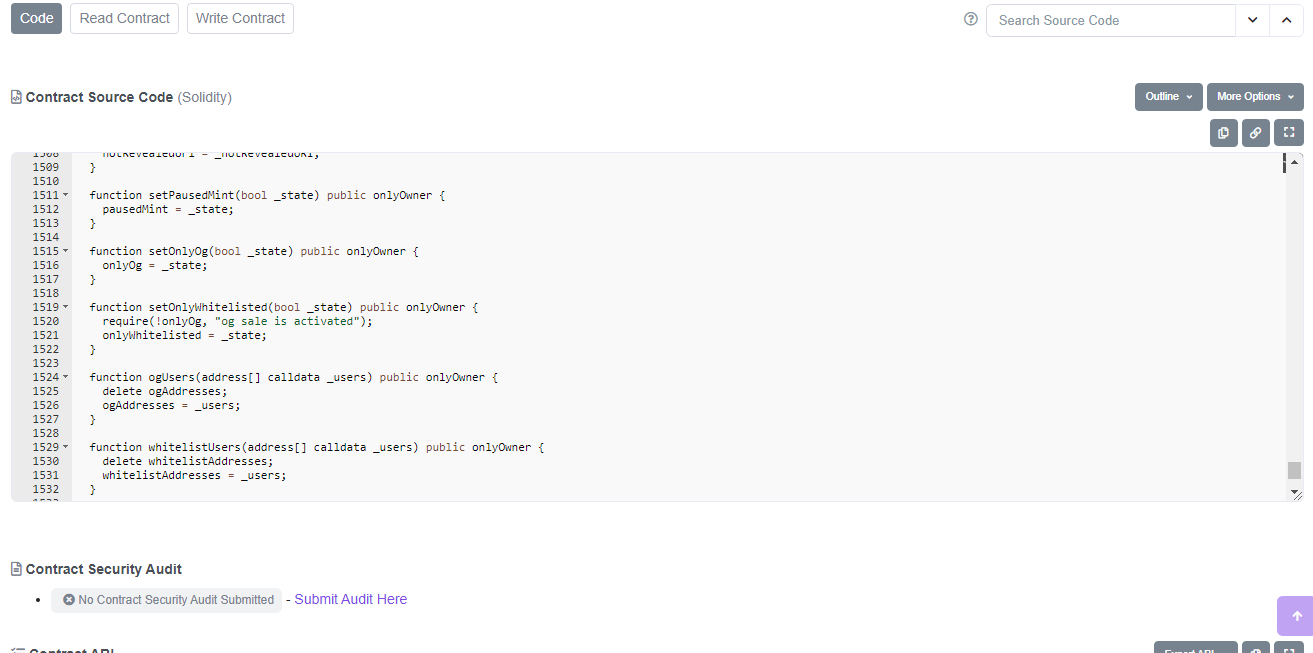 Code Read Contract Write Contract Search Source Code
Contract Source Code (Solidity) Outline More Options
1508 notRevealedUri = _notRevealedURI;
1509 }
1510
1511 function setPausedMint(bool _state) public onlyOwner {
1512 pausedMint = _state;
1513 }
1514
1515 function setOnlyOg(bool _state) public onlyOwner {
1516 onlyOg = _state;
1517 }
1518
1519 function setOnlyWhitelisted(bool _state) public onlyOwner {
1520 require(!onlyOg, "og sale is activated");
1521 onlyWhitelisted = _state;
1522 }
1523
1524 function ogUsers(address[] calldata _users) public onlyOwner {
1525 delete ogAddresses;
1526 ogAddresses = _users;
1527 }
1528
1529 function whitelistUsers(address[] calldata _users) public onlyOwner {
1530 delete whitelistAddresses;
1531 whitelistAddresses = _users;
1532 }
Contract Security Audit
• No Contract Security Audit Submitted - Submit Audit Here
Contract ABI Export ABI